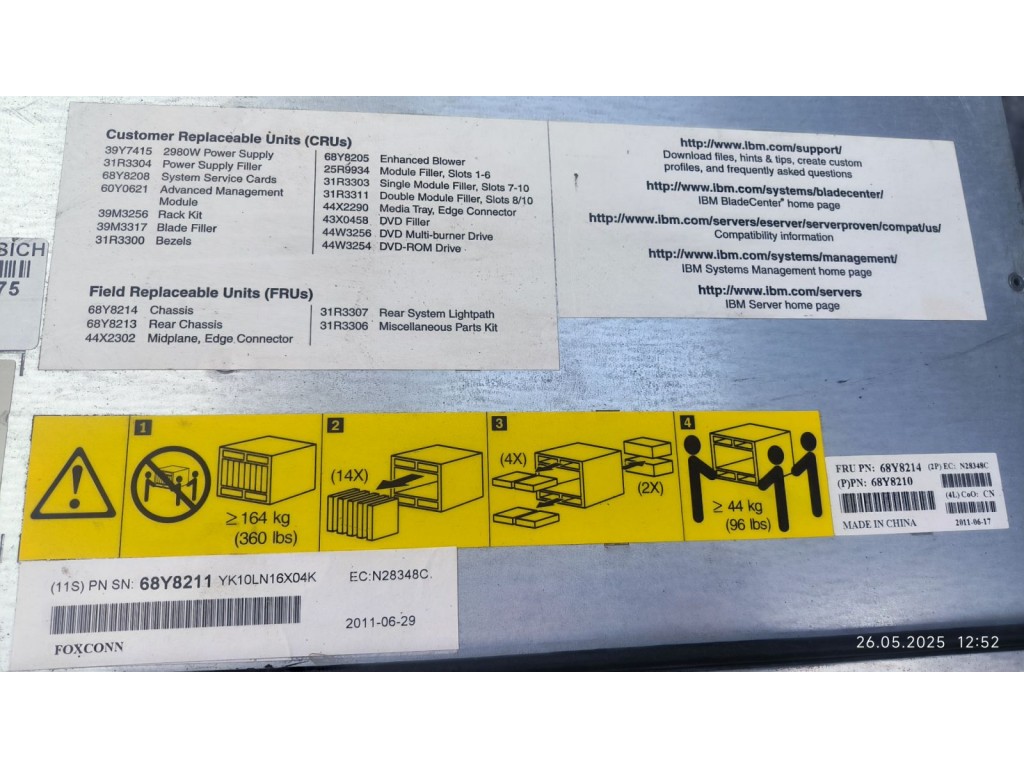 Customer Replaceable Units (CRUs)
39Y7415 2980W Power Supply
31R3304 Power Supply Filler
68Y8208 System Service Cards
60Y0621 Advanced Management
Module
39M3256 Rack Kit
39M3317 Blade Filler
31R3300 Bezels
68Y8205 Enhanced Blower
25R9934 Module Filler, Slots 1-6
31R3303 Single Module Filler, Slots 7-10
31R3311 Double Module Filler, Slots 8/10
44X2290 Media Tray, Edge Connector
43X0458 DVD Filler
44W3256 DVD Multi-burner Drive
44W3254 DVD-ROM Drive
Field Replaceable Units (FRUs)
68Y8214 Chassis
68Y8213 Rear Chassis
44X2302 Midplane, Edge Connector
31R3307 Rear System Lightpath
31R3306 Miscellaneous Parts Kit
http://www.ibm.com/support/
Download files, hints & tips, create custom
profiles, and frequently asked questions
http://www.ibm.com/systems/bladecenter/
IBM BladeCenter® home page
http://www.ibm.com/servers/eserver/serverproven/compat/us/
Compatibility information
http://www.ibm.com/systems/management/
IBM Systems Management home page
http://www.ibm.com/servers
IBM Server home page
SICH
75
1
≥ 164 kg
(360 lbs)
2
(14X)
3
(4X)
(2X)
4
≥ 44 kg
(96 lbs)
FRU PN: 68Y8214 (2P) EC: N28348C
(P)PN: 68Y8210
(4L) CoO: CN
MADE IN CHINA 2011-06-17
(11S) PN SN: 68Y8211 YK10LN16X04K EC:N28348C.
2011-06-29
FOXCONN
26.05.2025 12:52